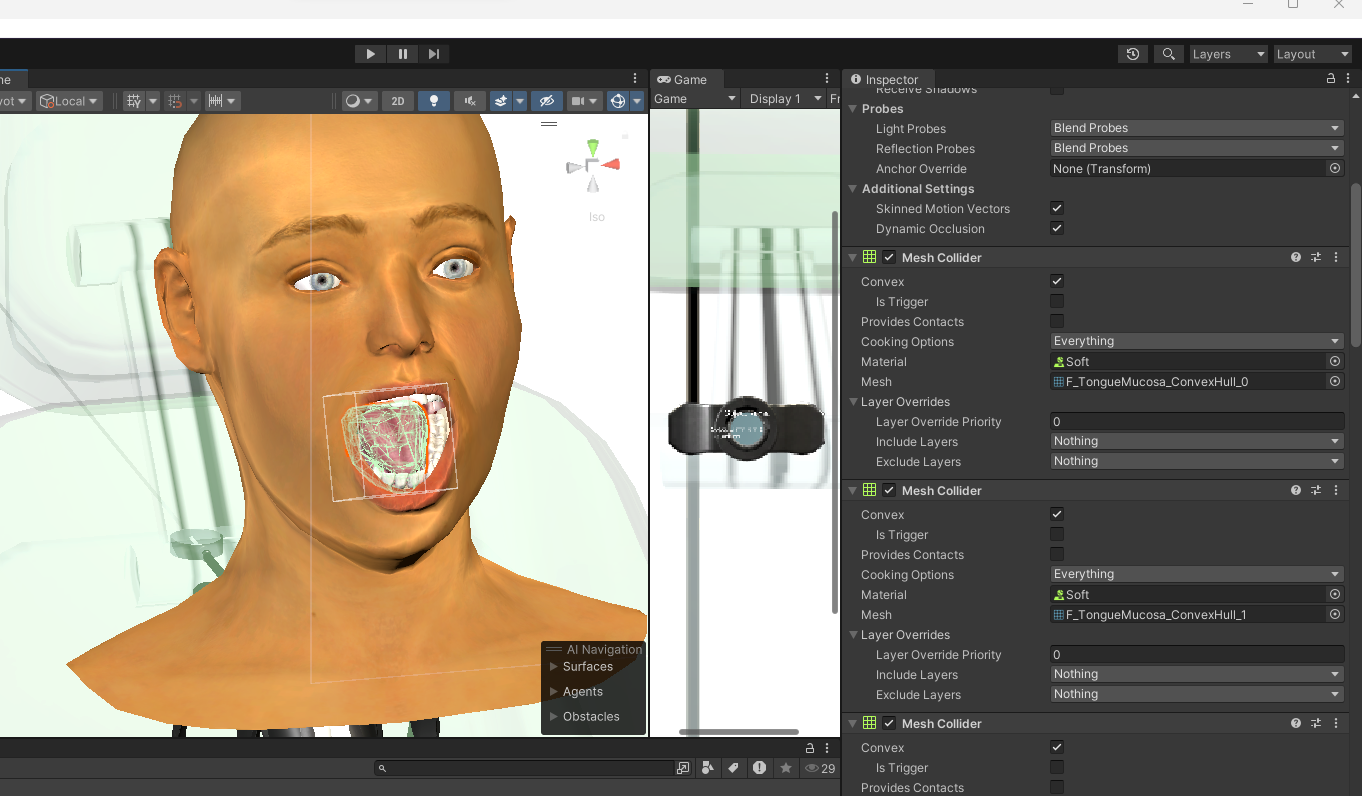 Layers
Layout
ne
Game
Inspector
vot
Local
2D
Game
Display 1
Fr
Receive Shadows
Probes
Light Probes
Blend Probes
Reflection Probes
Blend Probes
Anchor Override
None (Transform)
Additional Settings
Skinned Motion Vectors
Dynamic Occlusion
Iso
Mesh Collider
Convex
Is Trigger
Provides Contacts
Cooking Options
Everything
Material
Soft
Mesh
F_TongueMucosa_ConvexHull_0
Layer Overrides
Layer Override Priority
0
Include Layers
Nothing
Exclude Layers
Nothing
Mesh Collider
Convex
Is Trigger
Provides Contacts
Cooking Options
Everything
Material
Soft
Mesh
F_TongueMucosa_ConvexHull_1
Layer Overrides
Layer Override Priority
0
Include Layers
Nothing
Exclude Layers
Nothing
AI Navigation
Surfaces
Agents
Obstacles
Mesh Collider
Convex
Is Trigger
Provides Contacts
29